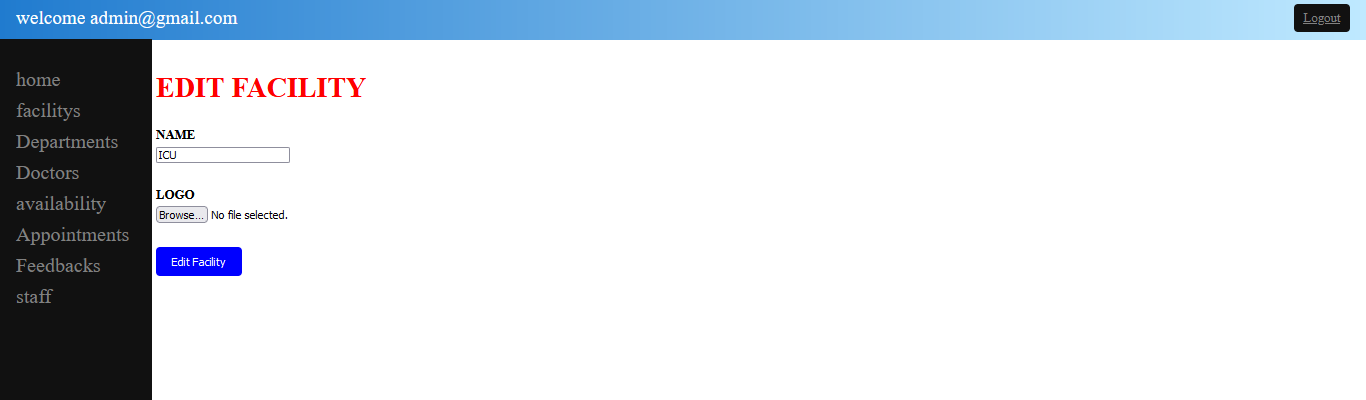 welcome admin@gmail.com
Logout
home
facilitys
Departments
Doctors
availability
Appointments
Feedbacks
staff
EDIT FACILITY
NAME
ICU
LOGO
Browse... No file selected.
Edit Facility